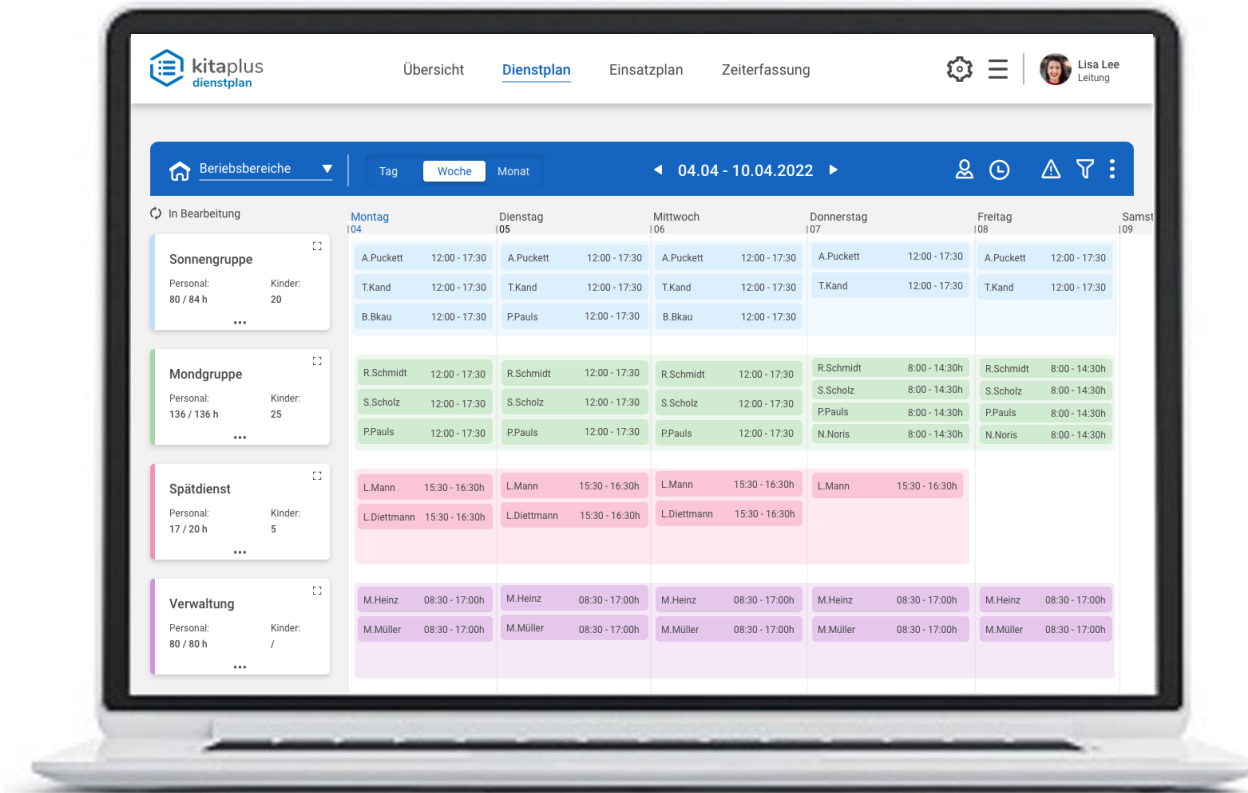 kitaplus
dienstplan
Übersicht Dienstplan Einsatzplan Zeiterfassung
Lisa Lee
Leitung
Beriebsbereiche
Tag Woche Monat
04.04 - 10.04.2022
In Bearbeitung
Montag Dienstag Mittwoch Donnerstag Freitag Samst
04 05 06 07 08 09
Sonnengruppe
Personal: Kinder:
80 / 84 h 20
...
A.Puckett 12:00 - 17:30 A.Puckett 12:00 - 17:30 A.Puckett 12:00 - 17:30 A.Puckett 12:00 - 17:30 A.Puckett 12:00 - 17:30
T.Kand 12:00 - 17:30 T.Kand 12:00 - 17:30 T.Kand 12:00 - 17:30 T.Kand 12:00 - 17:30 T.Kand 12:00 - 17:30
B.Bkau 12:00 - 17:30 P.Pauls 12:00 - 17:30 B.Bkau 12:00 - 17:30
Mondgruppe
Personal: Kinder:
136 / 136 h 25
...
R.Schmidt 12:00 - 17:30 R.Schmidt 12:00 - 17:30 R.Schmidt 12:00 - 17:30 R.Schmidt 8:00 - 14:30h R.Schmidt 8:00 - 14:30h
S.Scholz 12:00 - 17:30 S.Scholz 12:00 - 17:30 S.Scholz 12:00 - 17:30 S.Scholz 8:00 - 14:30h S.Scholz 8:00 - 14:30h
P.Pauls 12:00 - 17:30 P.Pauls 12:00 - 17:30 P.Pauls 12:00 - 17:30 P.Pauls 8:00 - 14:30h P.Pauls 8:00 - 14:30h
N.Noris 8:00 - 14:30h N.Noris 8:00 - 14:30h
Spätdienst
Personal: Kinder:
17 / 20 h 5
...
L.Mann 15:30 - 16:30h L.Mann 15:30 - 16:30h L.Mann 15:30 - 16:30h L.Mann 15:30 - 16:30h
L.Diettmann 15:30 - 16:30h L.Diettmann 15:30 - 16:30h L.Diettmann 15:30 - 16:30h
Verwaltung
Personal: Kinder:
80 / 80 h /
...
M.Heinz 08:30 - 17:00h M.Heinz 08:30 - 17:00h M.Heinz 08:30 - 17:00h M.Heinz 08:30 - 17:00h M.Heinz 08:30 - 17:00h
M.Müller 08:30 - 17:00h M.Müller 08:30 - 17:00h M.Müller 08:30 - 17:00h M.Müller 08:30 - 17:00h M.Müller 08:30 - 17:00h